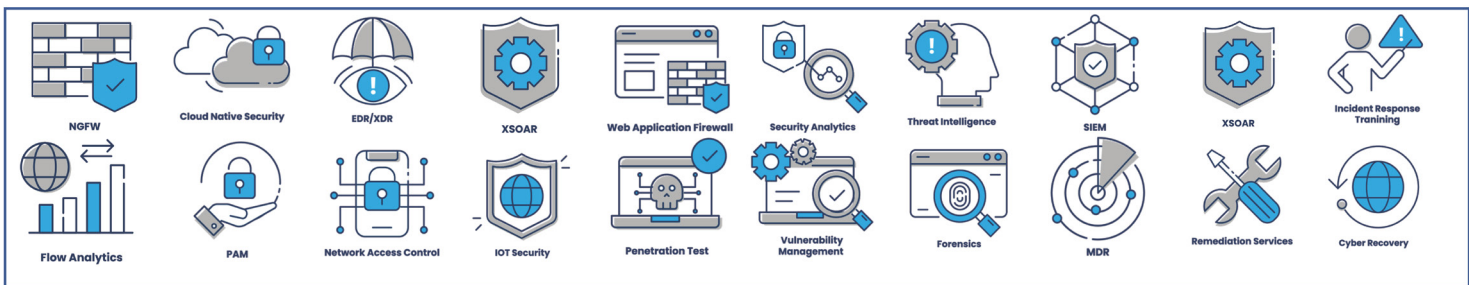 NGFW
Cloud Native Security
EDR/XDR
XSOAR
Web Application Firewall
Security Analytics
Threat Intelligence
SIEM
XSOAR
Incident Response
Tranining
Flow Analytics
PAM
Network Access Control
IOT Security
Penetration Test
Vulnerability
Management
Forensics
MDR
Remediation Services
Cyber Recovery